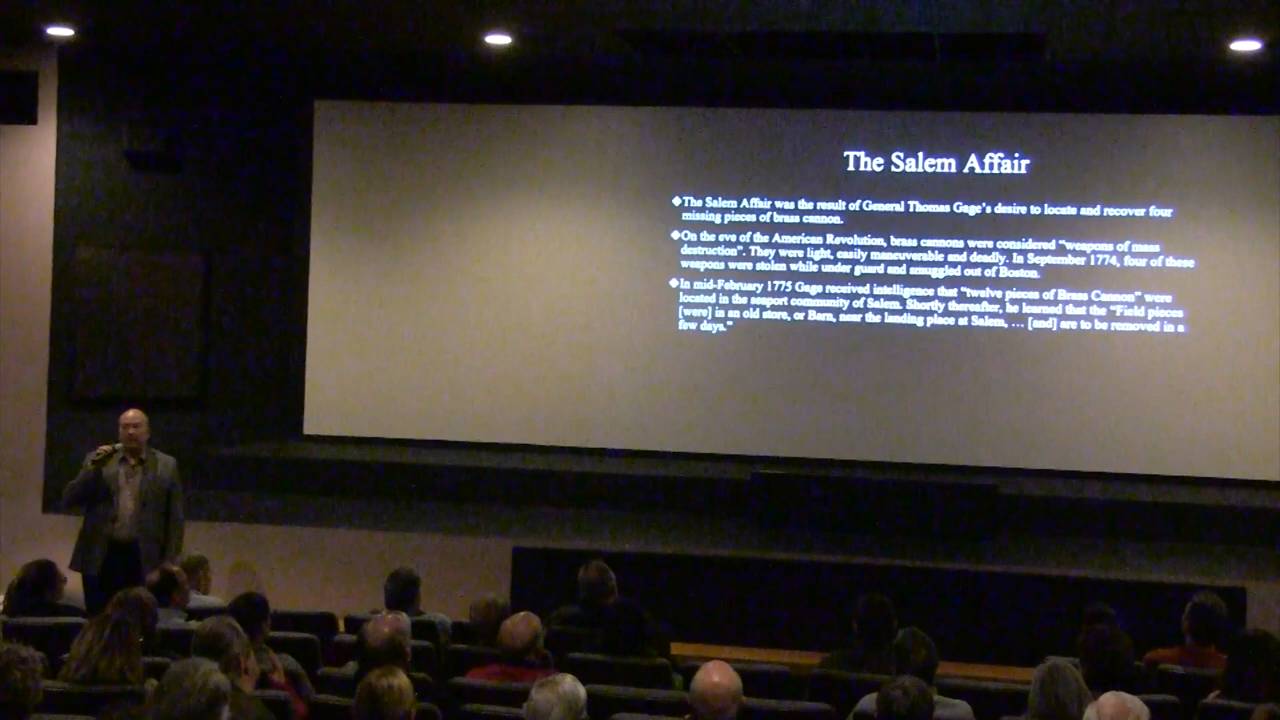 The Salem Affair
❖The Salem Affair was the result of General Thomas Gage's desire to locate and recover four
missing pieces of brass cannon.
❖On the eve of the American Revolution, brass cannons were considered "weapons of mass
destruction". They were light, easily maneuverable and deadly. In September 1774, four of these
weapons were stolen while under guard and smuggled out of Boston.
❖In mid-February 1775 Gage received intelligence that "twelve pieces of Brass Cannon" were
located in the seaport community of Salem. Shortly thereafter, he learned that the "Field pieces
[were] in an old store, or Barn, near the landing place at Salem, … [and] are to be removed in a
few days."